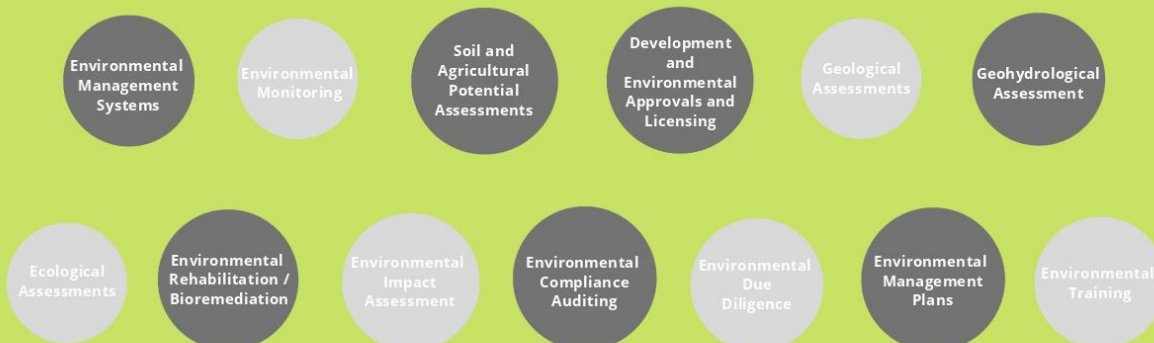 Environmental
Management
Systems
Environmental
Monitoring
Soil and
Agricultural
Potential
Assessments
Development
and
Environmental
Approvals and
Licensing
Geological
Assessments
Geohydrological
Assessment
Ecological
Assessments
Environmental
Rehabilitation /
Bioremediation
Environmental
Impact
Assessment
Environmental
Compliance
Auditing
Environmental
Due
Diligence
Environmental
Management
Plans
Environmental
Training